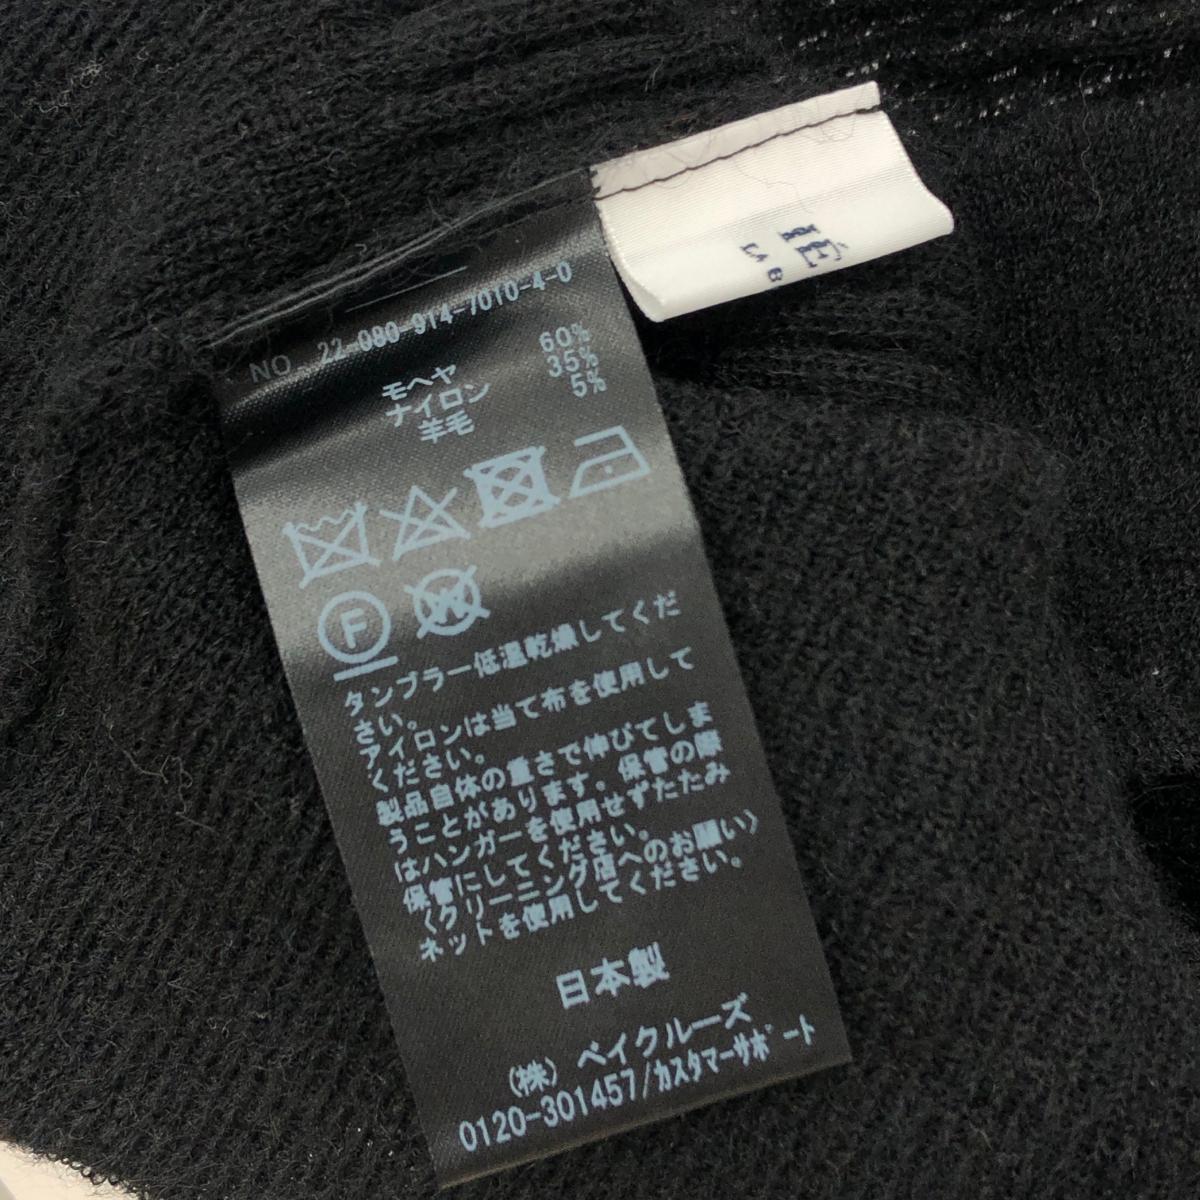 IÉ
LA B
NO. 22-080-914-7010-4-0
モヘヤ 60%
ナイロン 35%
羊毛 5%
F W
タンブラー低温乾燥してくだ
さい。
アイロンは当て布を使用して
ください。
製品自体の重さで伸びてしま
うことがあります。保管の際
はハンガーを使用せずたたみ
保管にしてください。
〈クリーニング店へのお願い〉
ネットを使用してください。
日本製
(株) ベイクルーズ
0120-301457/カスタマーサポート